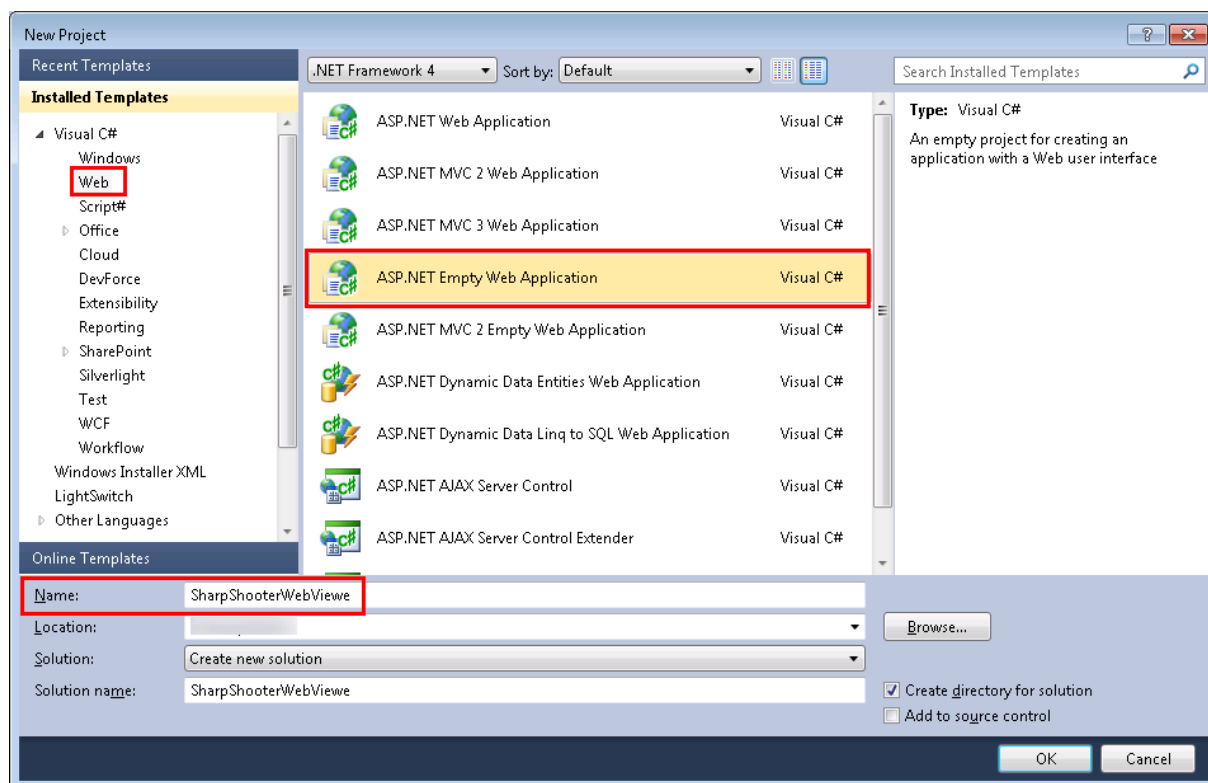 New Project
Recent Templates
Installed Templates
Visual C#
Windows
Web
Script#
Office
Cloud
DevForce
Extensibility
Reporting
SharePoint
Silverlight
Test
WCF
Workflow
Windows Installer XML
LightSwitch
Other Languages
Online Templates
.NET Framework 4 Sort by: Default
ASP.NET Web Application Visual C#
ASP.NET MVC 2 Web Application Visual C#
ASP.NET MVC 3 Web Application Visual C#
ASP.NET Empty Web Application Visual C#
ASP.NET MVC 2 Empty Web Application Visual C#
ASP.NET Dynamic Data Entities Web Application Visual C#
ASP.NET Dynamic Data Linq to SQL Web Application Visual C#
ASP.NET AJAX Server Control Visual C#
ASP.NET AJAX Server Control Extender Visual C#
Search Installed Templates
Type: Visual C#
An empty project for creating an
application with a Web user interface
Name: SharpShooterWebViewe
Location:
Browse...
Solution: Create new solution
Solution name: SharpShooterWebViewe
Create directory for solution
Add to source control
OK Cancel